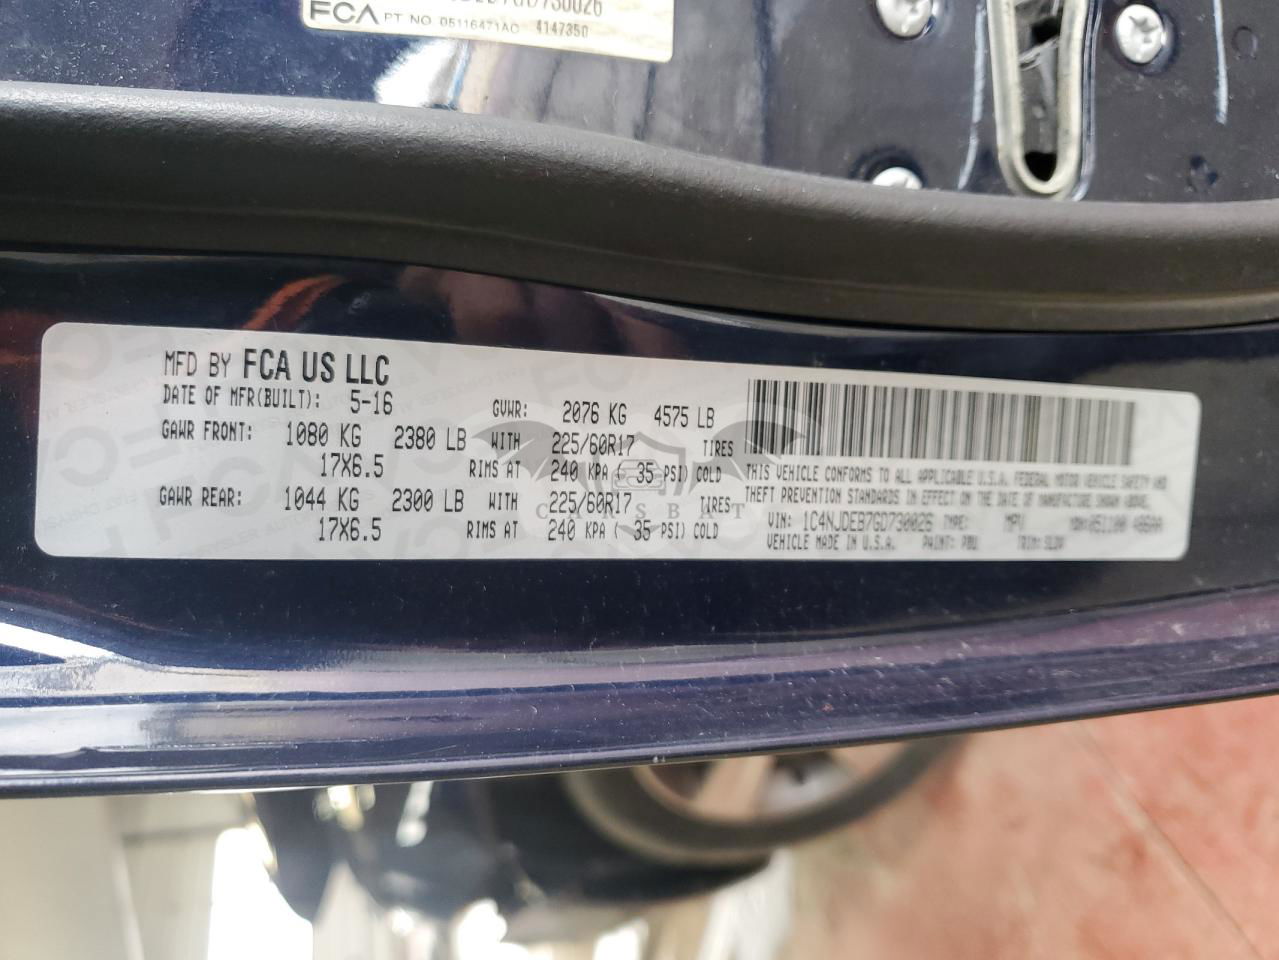 730026
FCA PT NO 05116471AC 4147350
MFD BY FCA US LLC
DATE OF MFR(BUILT): 5-16 GVWR: 2076 KG 4575 LB
GAWR FRONT: 1080 KG 2380 LB WITH 225/60R17 TIRES
17X6.5 RIMS AT 240 KPA ( 35 PSI) COLD
GAWR REAR: 1044 KG 2300 LB WITH 225/60R17 TIRES
17X6.5 RIMS AT 240 KPA ( 35 PSI) COLD
THIS VEHICLE CONFORMS TO ALL APPLICABLE U.S.A. FEDERAL MOTOR VEHICLE SAFETY AND
THEFT PREVENTION STANDARDS IN EFFECT ON THE DATE OF MANUFACTURE SHOWN ABOVE.
VIN: 1C4NJDEB7GD730026 TYPE: MPV
VEHICLE MADE IN U.S.A. PAINT: PBU TRIM:
CARSBAT